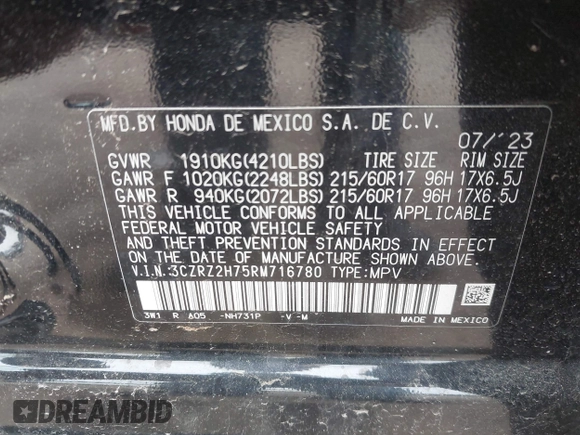 MFD.BY HONDA DE MEXICO S.A. DE C.V.
07/'23
GVWR 1910KG(4210LBS) TIRE SIZE RIM SIZE
GAWR F 1020KG(2248LBS) 215/60R17 96H 17X6.5J
GAWR R 940KG(2072LBS) 215/60R17 96H 17X6.5J
THIS VEHICLE CONFORMS TO ALL APPLICABLE
FEDERAL MOTOR VEHICLE SAFETY
AND THEFT PREVENTION STANDARDS IN EFFECT
ON THE DATE OF MANUFACTURE SHOWN ABOVE.
V.I.N.:3CZRZ2H75RM716780 TYPE:MPV
3W1 R A05 -NH731P -V -M MADE IN MEXICO
DREAMBID